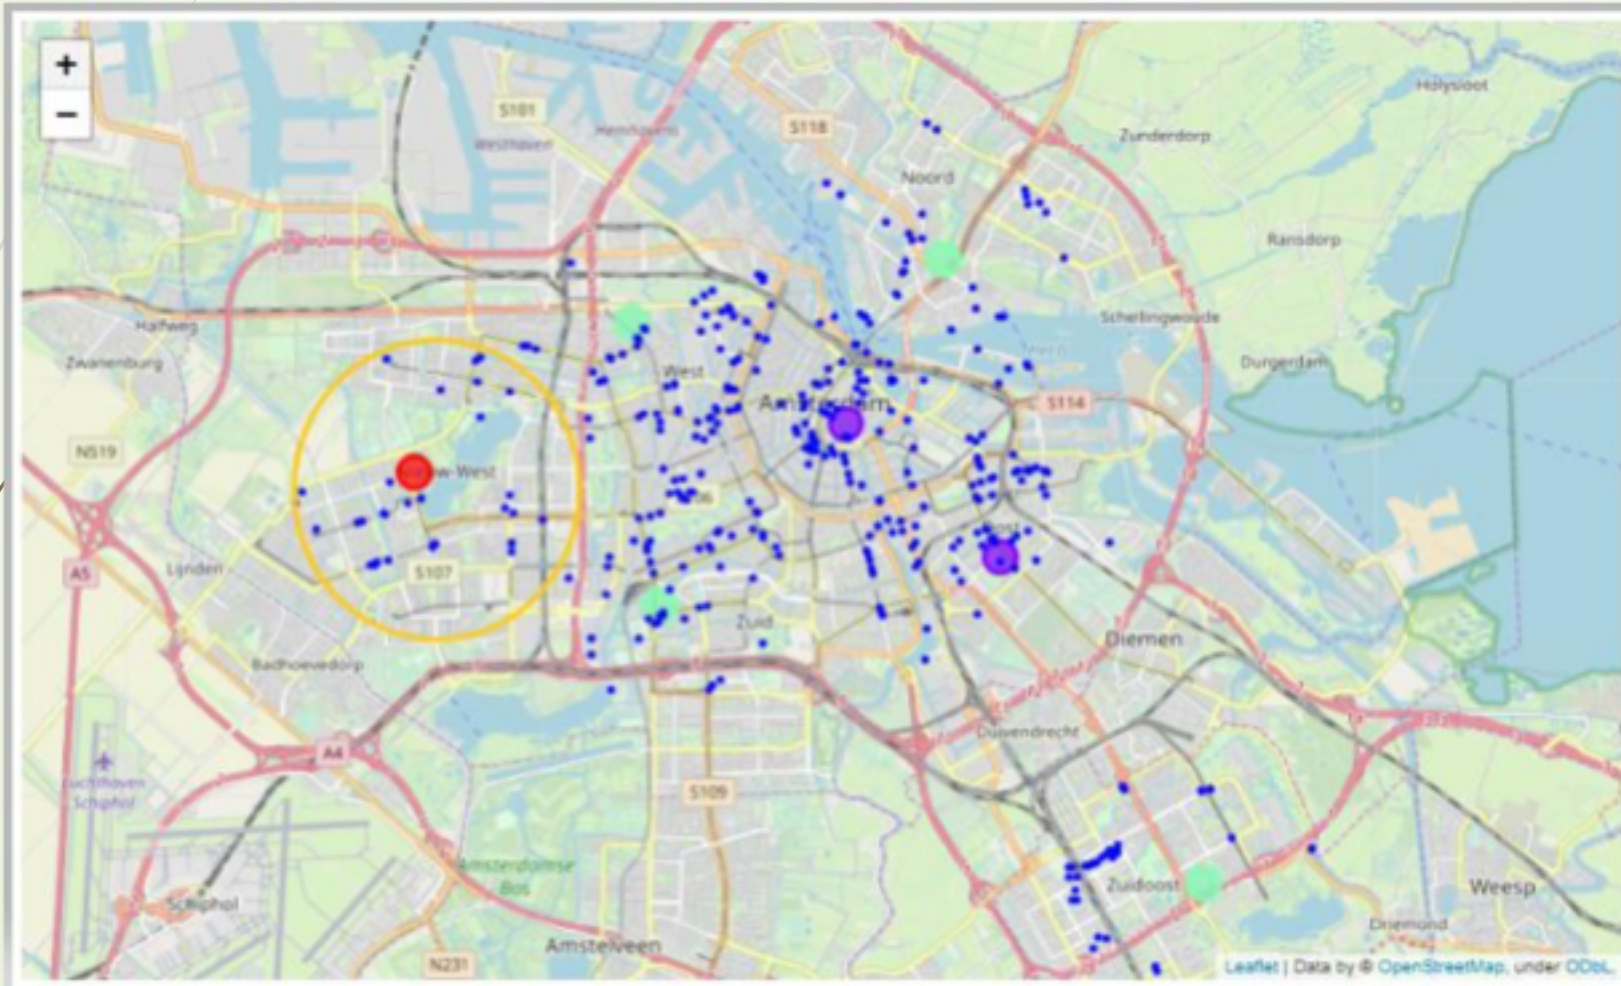 +
−
S101
Westhaven
S118
Holysloot
Zunderdorp
Noord
Ransdorp
Halfweg
Schellingwoude
Zwanenburg
Durgerdam
West
Amsterdam
S114
N519
w-West
A5
Lijnden
S107
Zuid
Diemen
Badhoevedorp
A4
Duivendrecht
Luchthaven
Schiphol
S109
Amsterdamse
Bos
Zuidoost
Weesp
Schiphol
Driemond
Amstelveen
N231
Leaflet | Data by © OpenStreetMap, under ODbL.